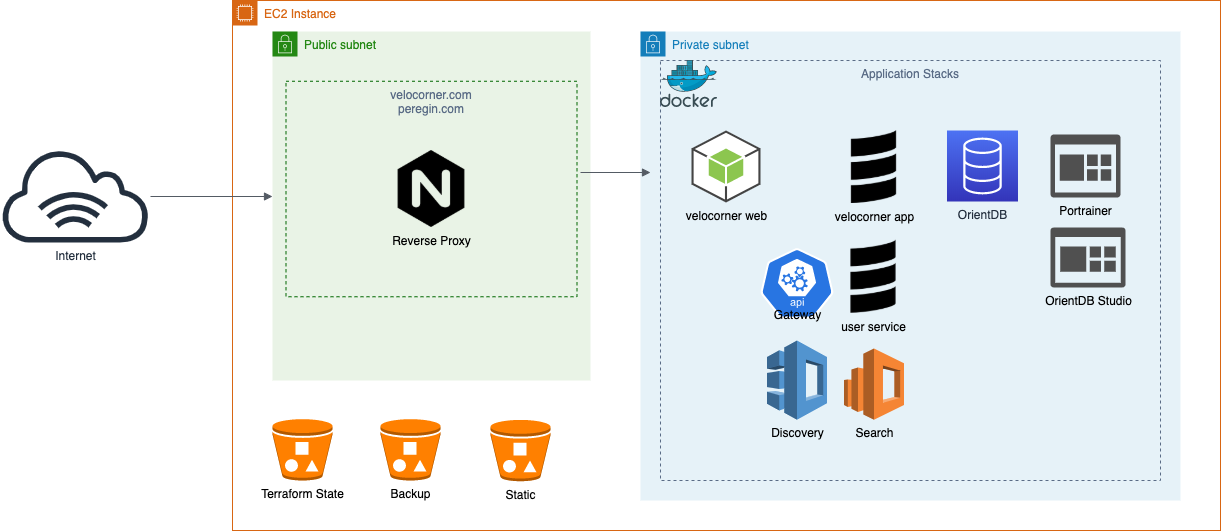 EC2 Instance
Public subnet
Private subnet
velocorner.com
peregin.com
docker
Application Stacks
N
Reverse Proxy
Internet
velocorner web
velocorner app
OrientDB
Portrainer
api
Gateway
user service
OrientDB Studio
Discovery
Search
Terraform State
Backup
Static